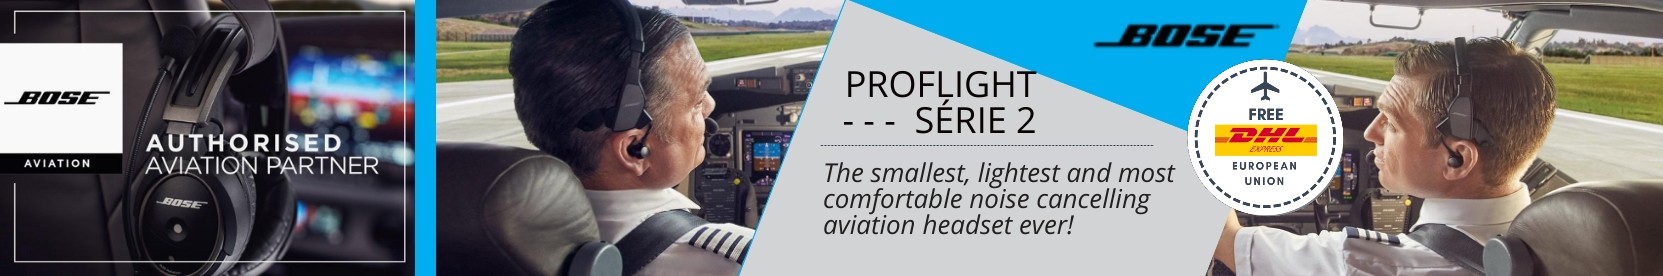 BOSE
AVIATION
AUTHORISED
AVIATION PARTNER
BOSE
BOSE
PROFLIGHT
--- SÉRIE 2
The smallest, lightest and most
comfortable noise cancelling
aviation headset ever!
FREE
DHL
EXPRESS
EUROPEAN
UNION